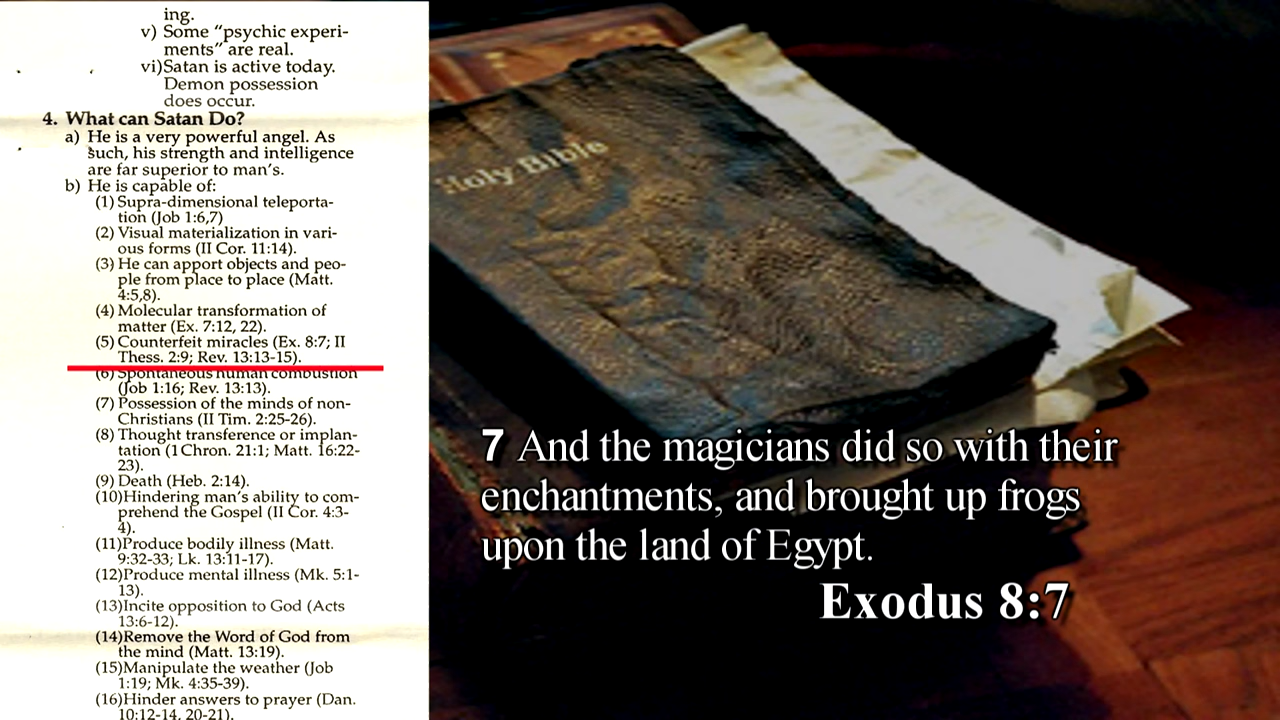 ing.
v) Some “psychic experi-
ments” are real.
vi)Satan is active today.
Demon possession
does occur.
4. What can Satan Do?
a) He is a very powerful angel. As
such, his strength and intelligence
are far superior to man's.
b) He is capable of:
(1) Supra-dimensional teleporta-
tion (Job 1:6,7)
(2) Visual materialization in vari-
ous forms (II Cor. 11:14).
(3) He can apport objects and peo-
ple from place to place (Matt.
4:5,8).
(4) Molecular transformation of
matter (Ex. 7:12, 22).
(5) Counterfeit miracles (Ex. 8:7; II
Thess. 2:9; Rev. 13:13-15).
(6) Spontaneous human combustion
(Job 1:16; Rev. 13:13).
(7) Possession of the minds of non-
Christians (II Tim. 2:25-26).
(8) Thought transference or implan-
tation (1 Chron. 21:1; Matt. 16:22-
23).
(9) Death (Heb. 2:14).
(10)Hindering man's ability to com-
prehend the Gospel (II Cor. 4:3-
4).
(11)Produce bodily illness (Matt.
9:32-33; Lk. 13:11-17).
(12)Produce mental illness (Mk. 5:1-
13).
(13)Incite opposition to God (Acts
13:6-12).
(14)Remove the Word of God from
the mind (Matt. 13:19).
(15)Manipulate the weather (Job
1:19; Mk. 4:35-39).
(16)Hinder answers to prayer (Dan.
10:12-14, 20-21).
Holy Bible
7 And the magicians did so with their
enchantments, and brought up frogs
upon the land of Egypt.
Exodus 8:7